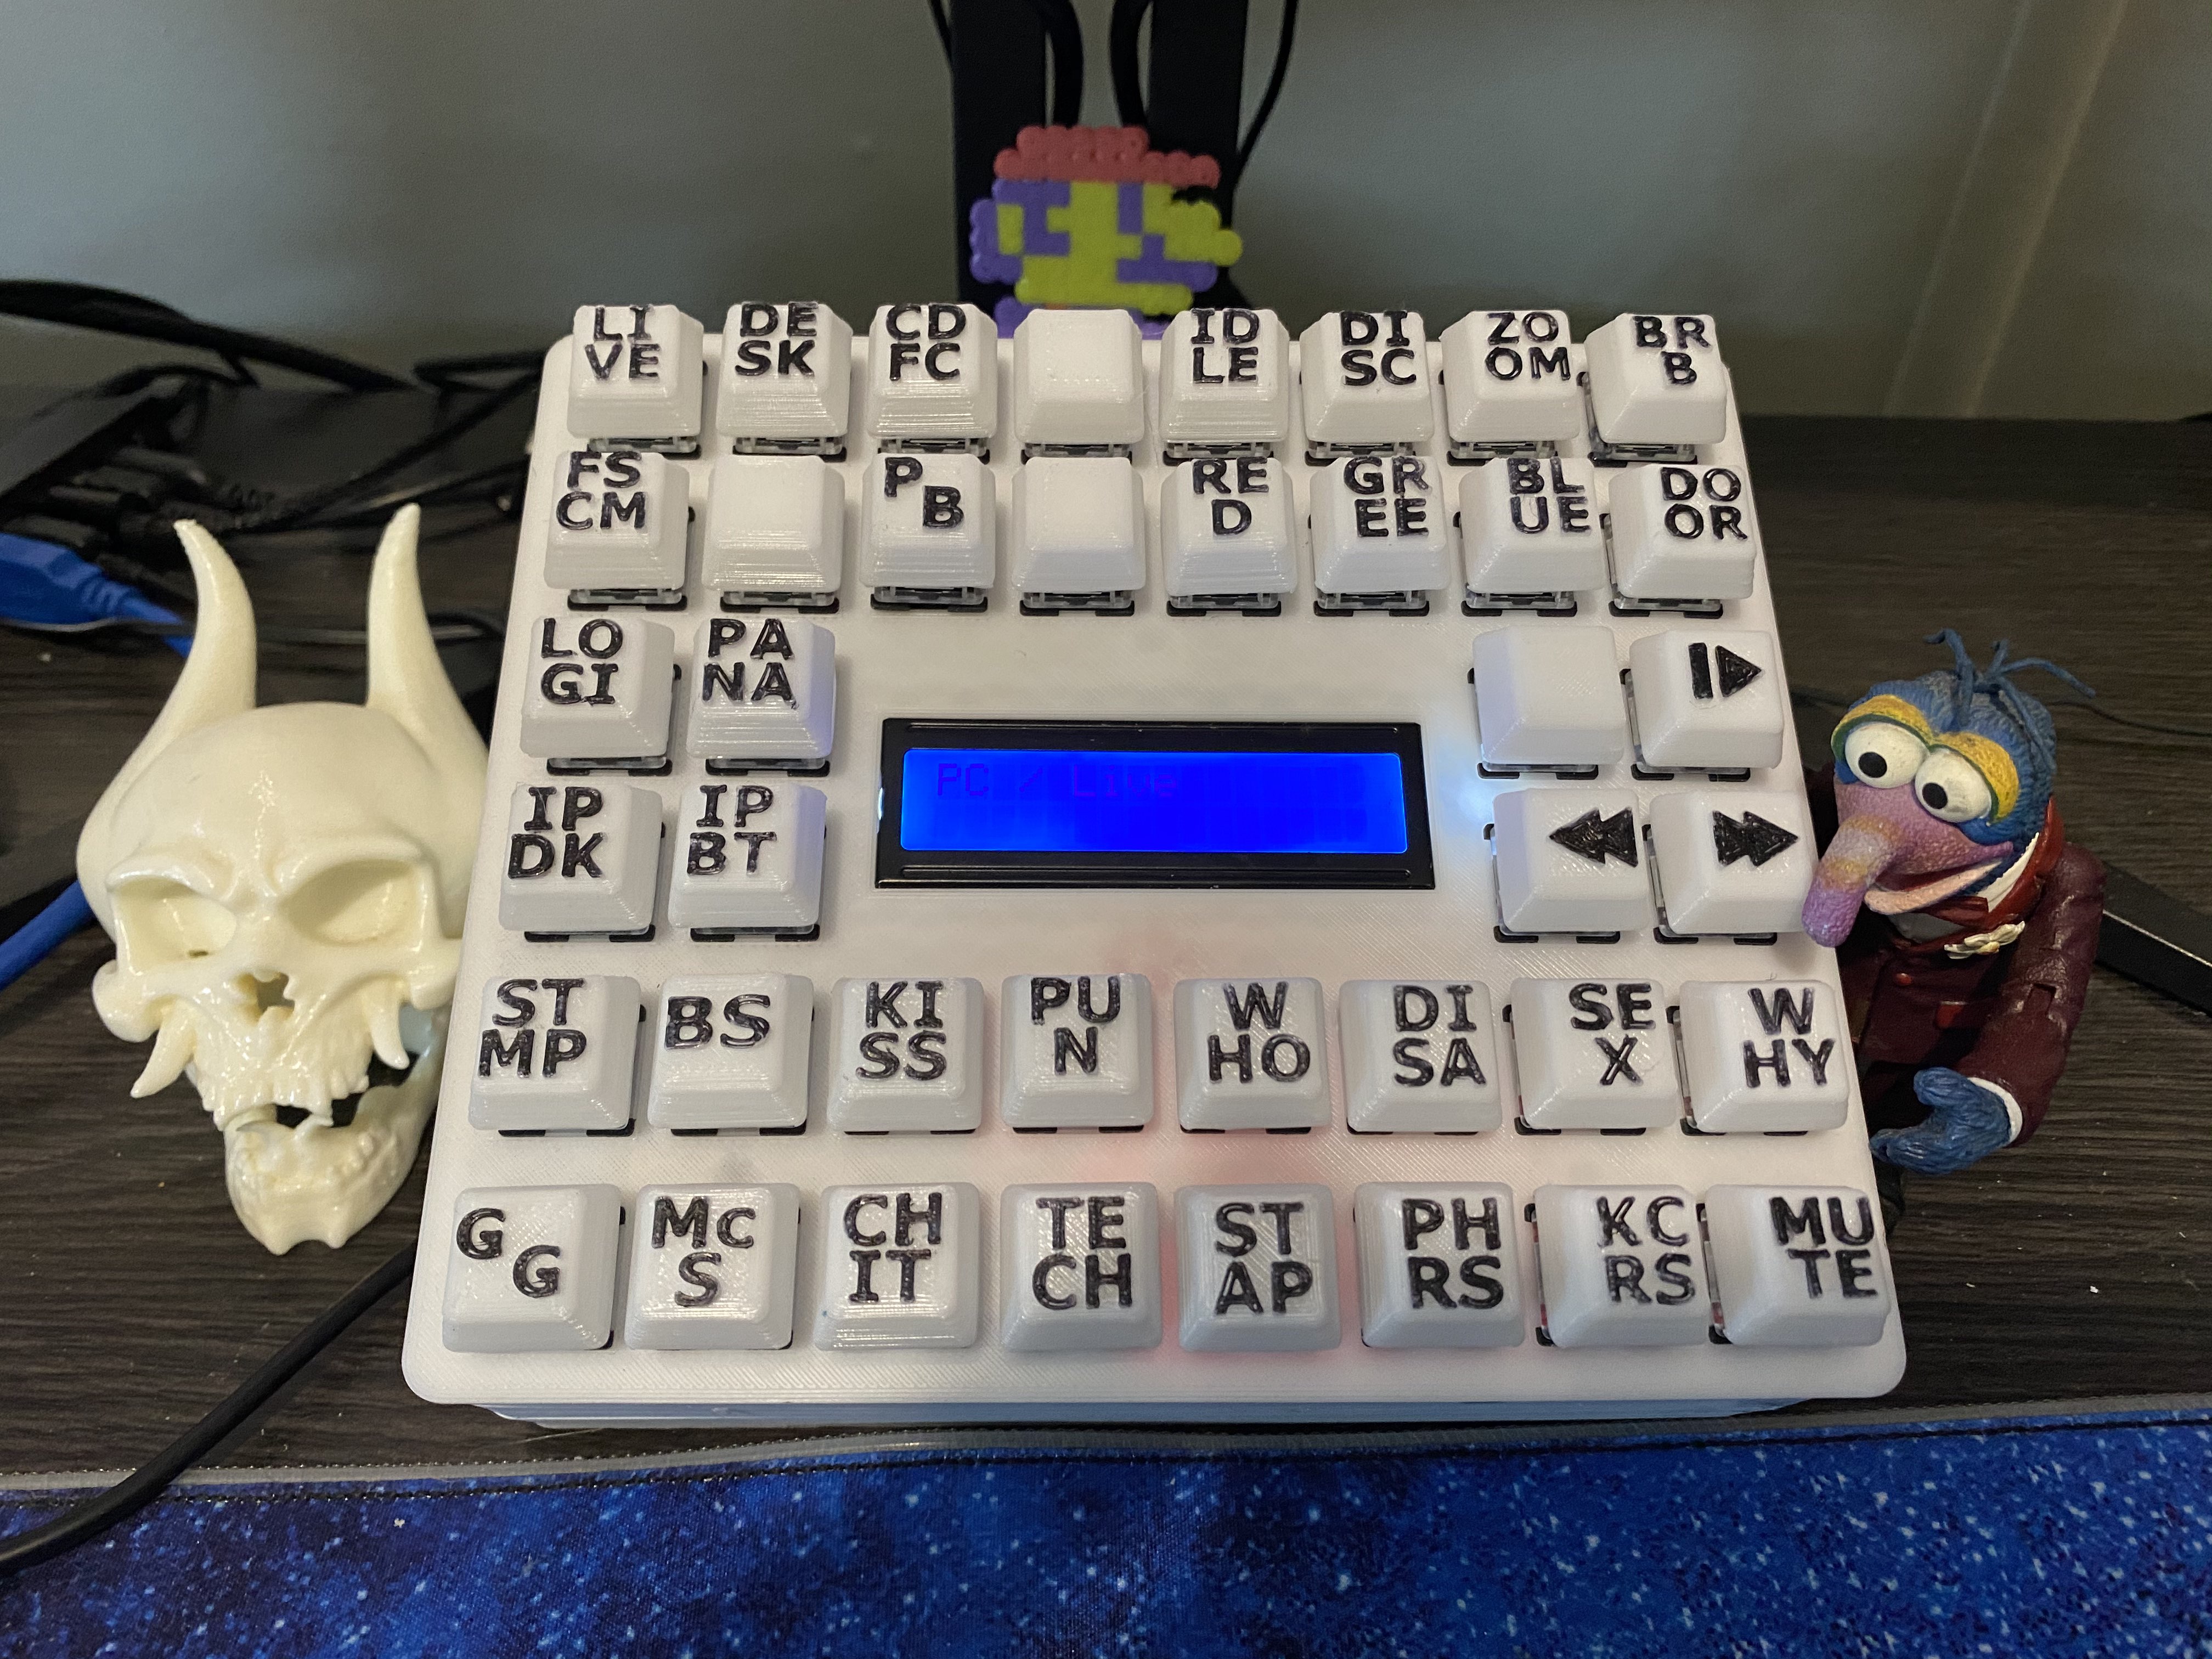 LI
VE
DE
SK
CD
FC
ID
LE
DI
SC
ZO
OM
BR
B
FS
CM
P
B
RE
D
GR
EE
BL
UE
DO
OR
LO
GI
PA
NA
PC / Live
IP
DK
IP
BT
ST
MP
BS
KI
SS
PU
N
W
HO
DI
SA
SE
X
W
HY
G
G
Mc
S
CH
IT
TE
CH
ST
AP
PH
RS
KC
RS
MU
TE